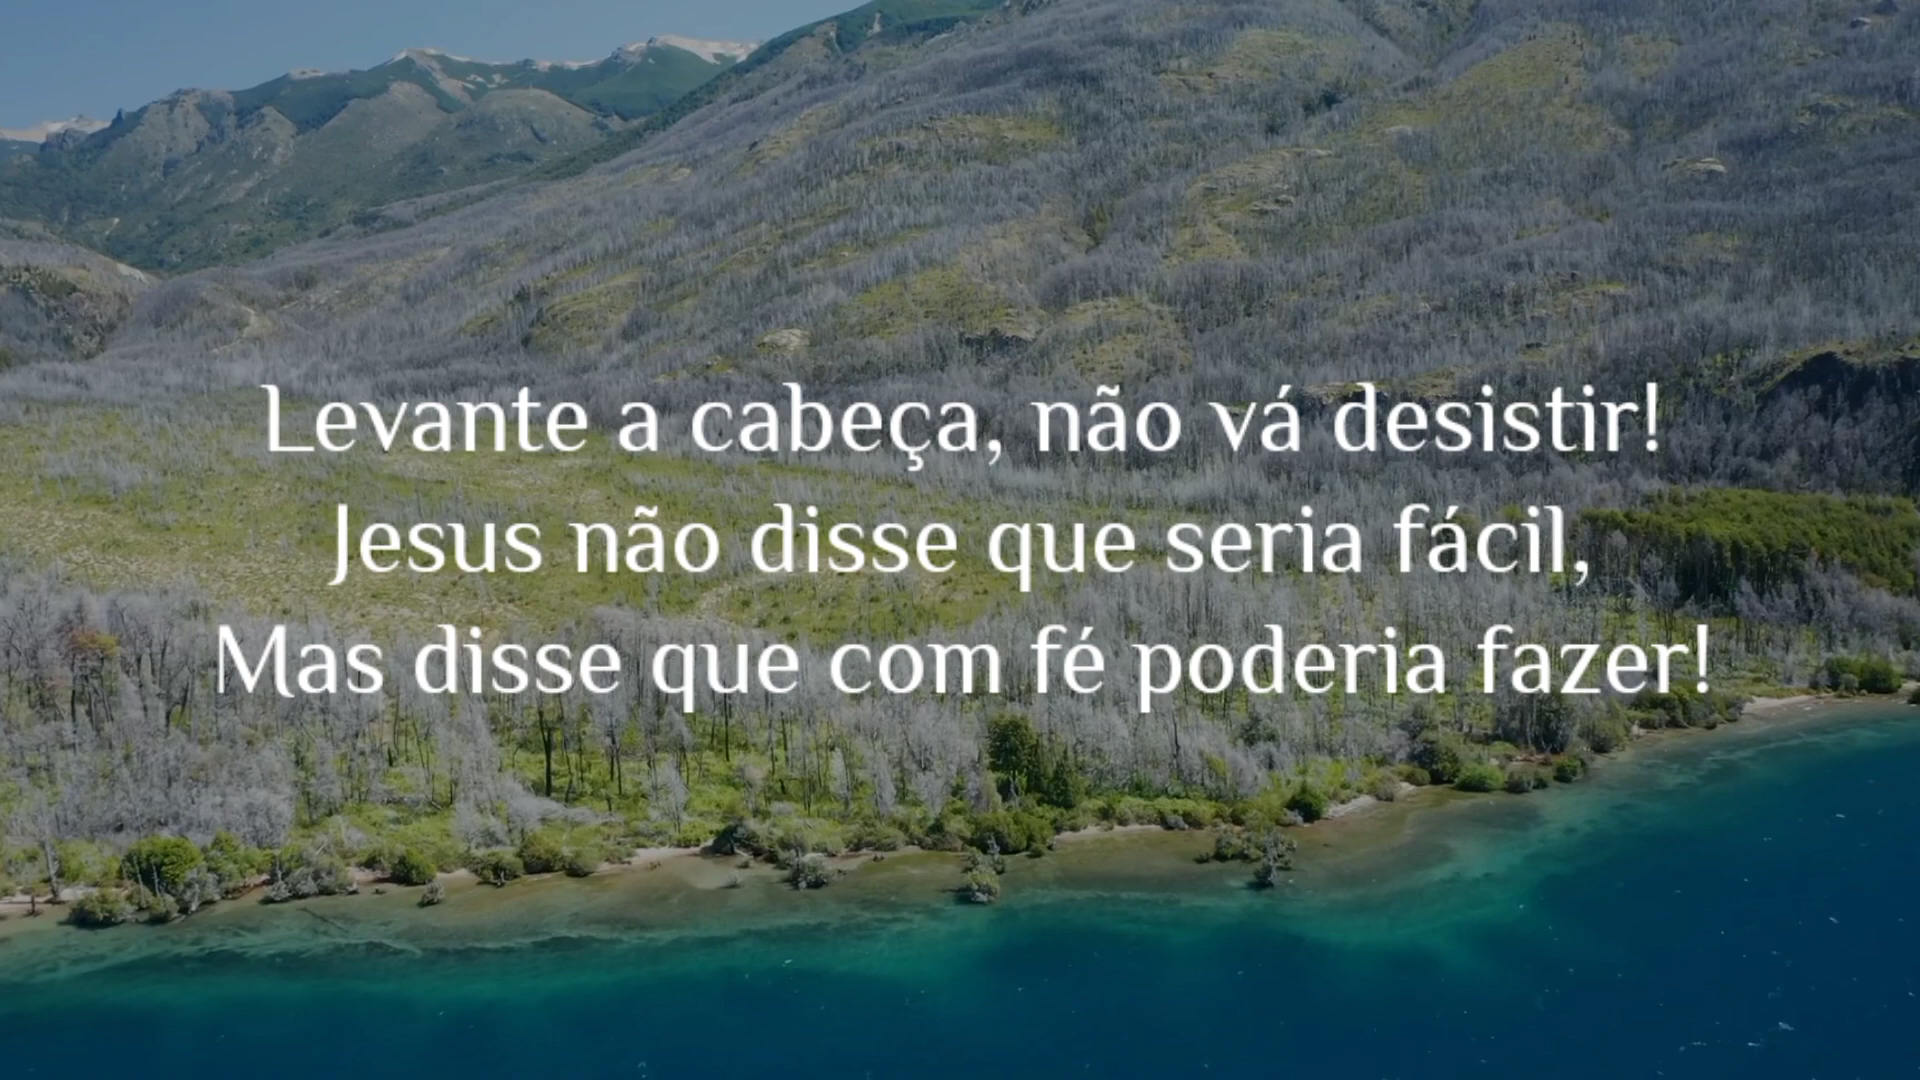 Levante a cabeça, não vá desistir!
Jesus não disse que seria fácil,
Mas disse que com fé poderia fazer!